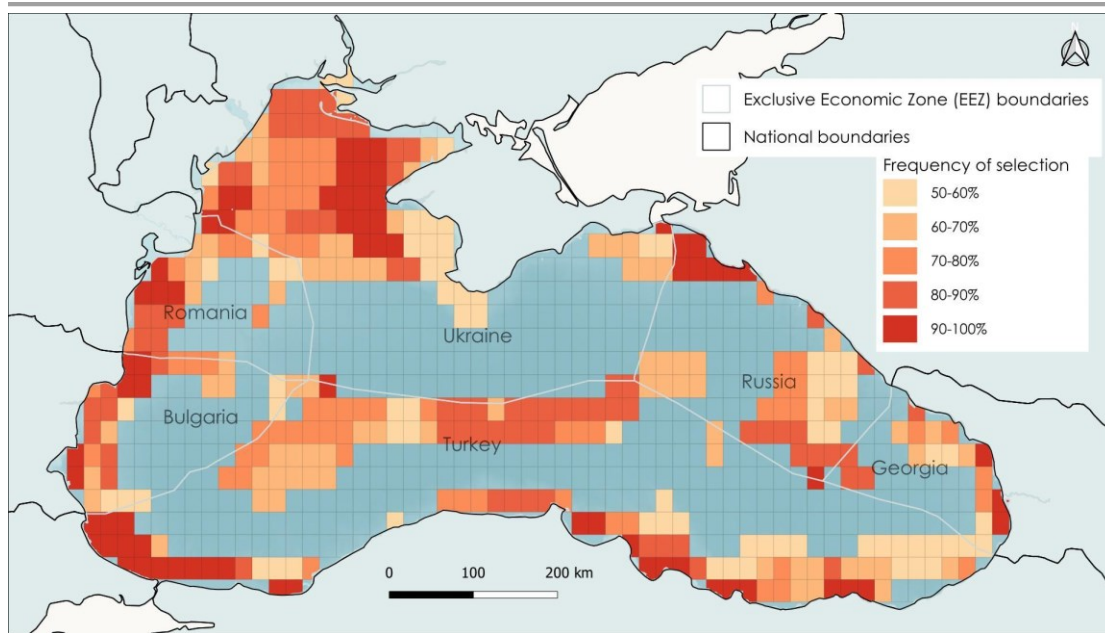 N
Exclusive Economic Zone (EEZ) boundaries
National boundaries
Frequency of selection
50-60%
60-70%
70-80%
80-90%
90-100%
Romania
Ukraine
Russia
Bulgaria
Turkey
Georgia
0 100 200 km